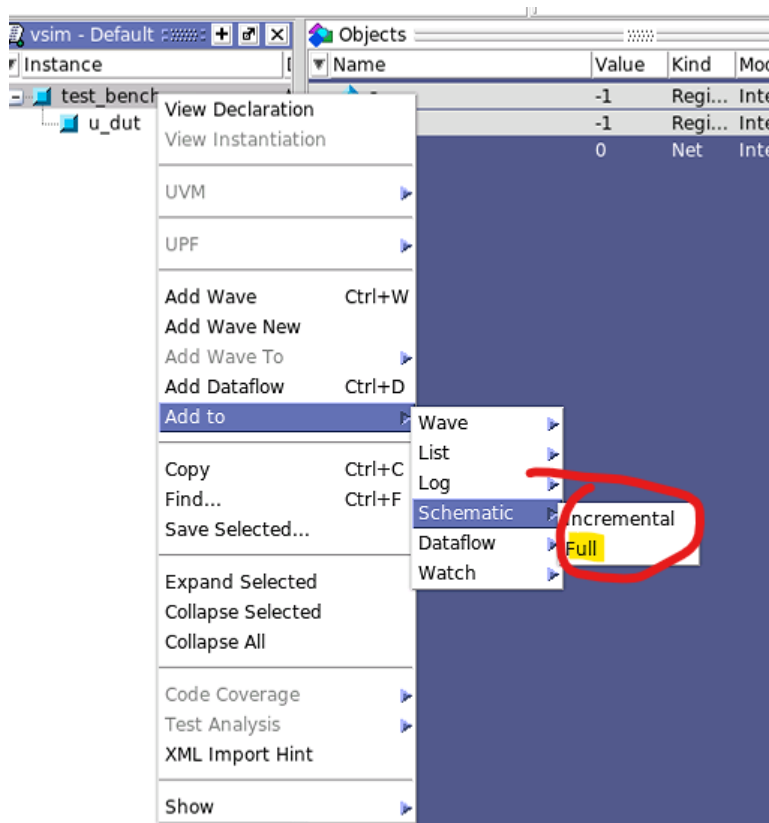 vsim - Default
Objects
Instance
Name Value Kind
test_bench -1 Regi...
u_dut -1 Regi...
0 Net
View Declaration
View Instantiation
UVM
UPF
Add Wave Ctrl+W
Add Wave New
Add Wave To
Add Dataflow Ctrl+D
Add to
Copy Ctrl+C
Find... Ctrl+F
Save Selected...
Expand Selected
Collapse Selected
Collapse All
Code Coverage
Test Analysis
XML Import Hint
Show
Wave
List
Log
Schematic
Dataflow
Watch
Incremental
Full